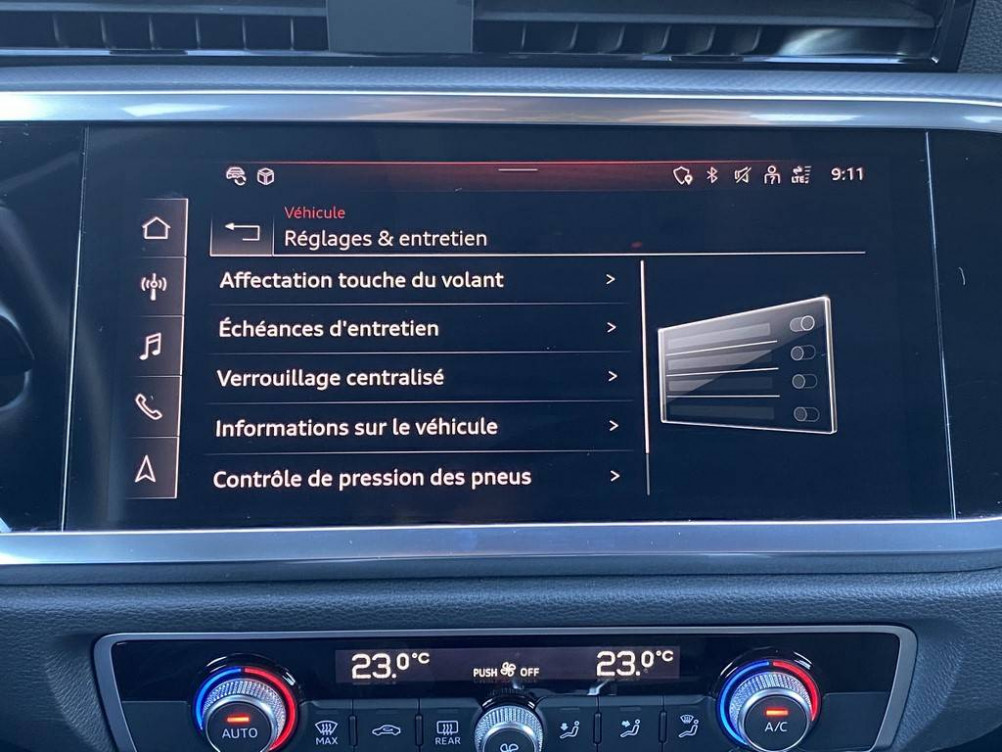 LTE 9:11
Véhicule
Réglages & entretien
Affectation touche du volant >
Échéances d'entretien >
Verrouillage centralisé >
Informations sur le véhicule >
Contrôle de pression des pneus >
23.0°C PUSH OFF 23.0°C
AUTO MAX REAR A/C